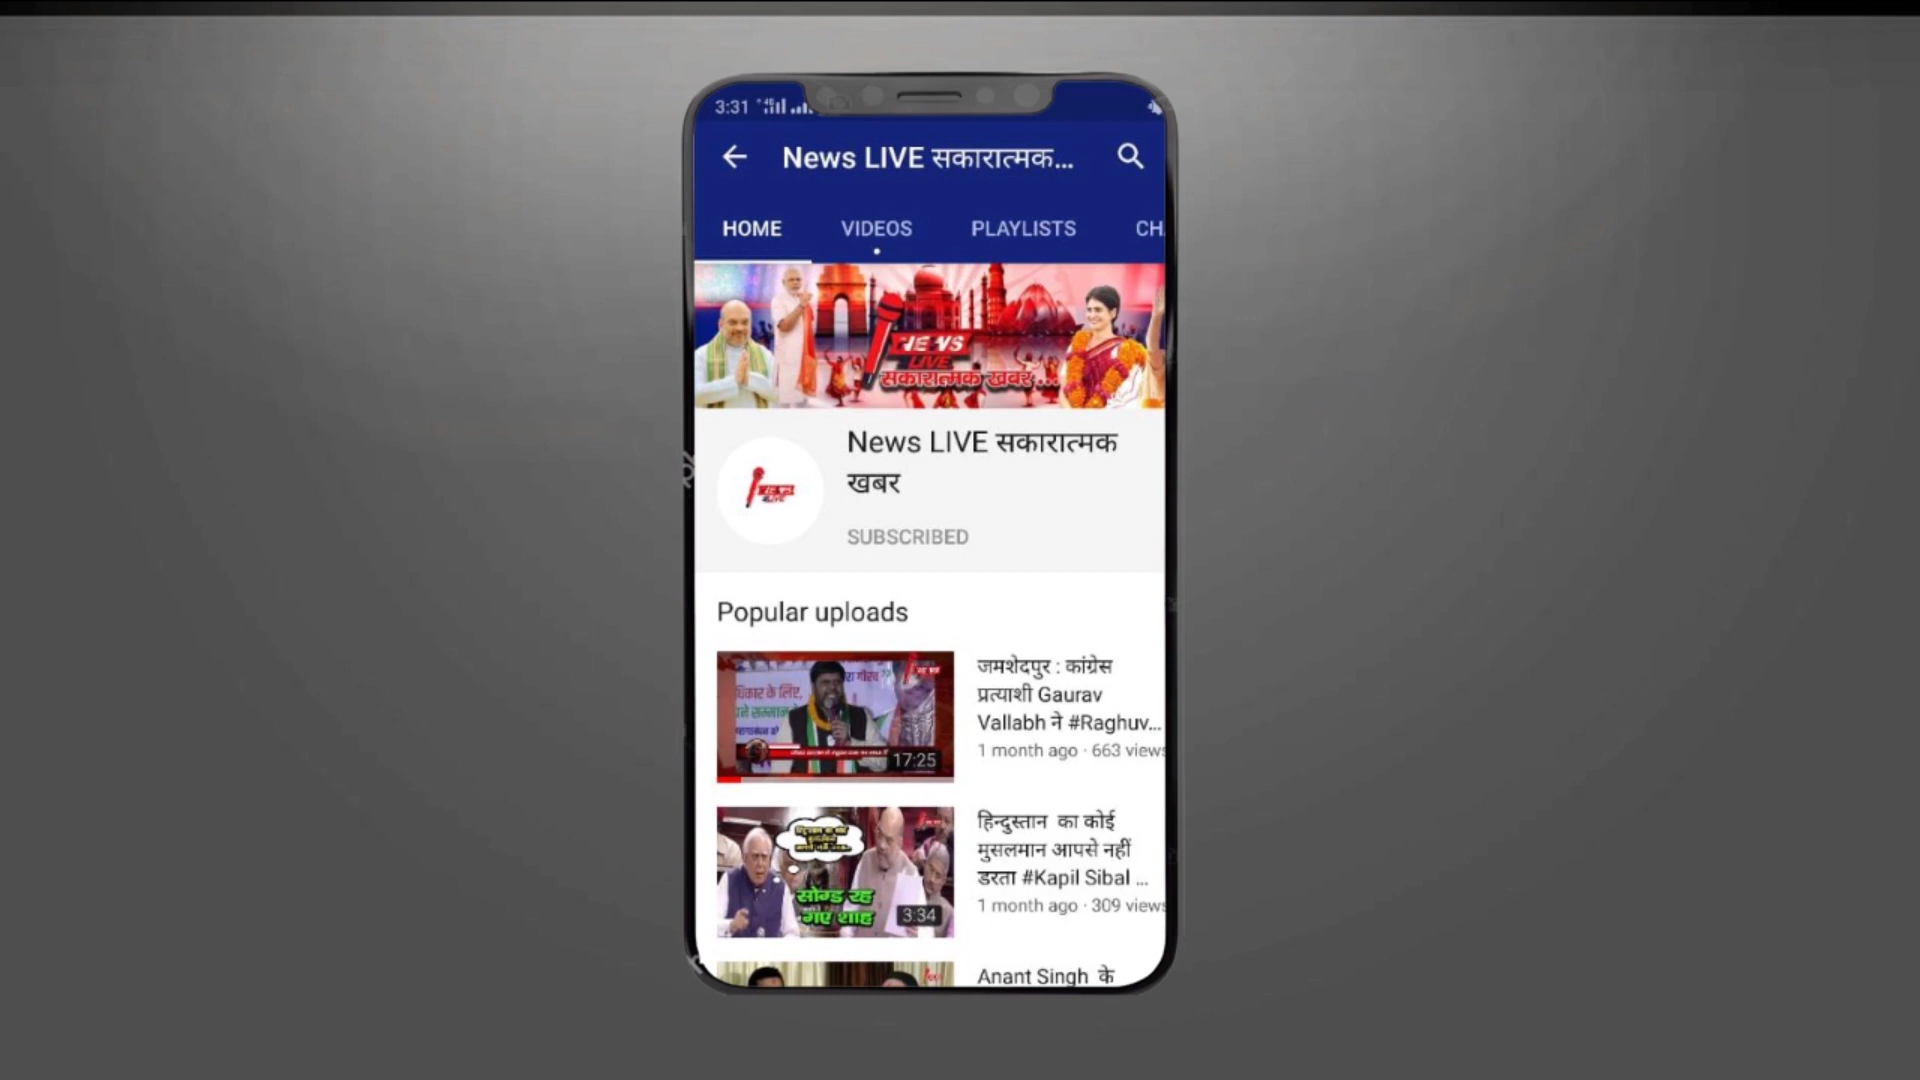 3:31
News LIVE सकारात्मक...
HOME VIDEOS PLAYLISTS CH
NEWS
LIVE
सकारात्मक खबर...
News LIVE सकारात्मक
खबर
SUBSCRIBED
Popular uploads
जमशेदपुर : कांग्रेस
प्रत्याशी Gaurav
Vallabh ने #Raghuv...
1 month ago · 663 views
17:25
हिन्दुस्तान का कोई
मुसलमान आपसे नहीं
डरता #Kapil Sibal ...
1 month ago · 309 views
गए शाह
3:34
Anant Singh के